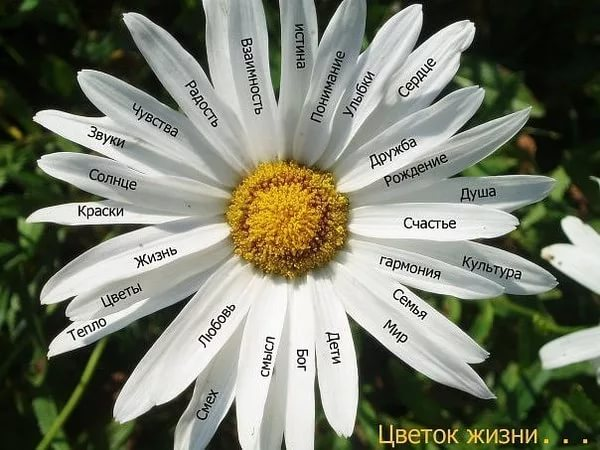 истина
Понимание
Улыбки
Сердце
Дружба
Рождение
Душа
Счастье
Культура
гармония
Семья
Мир
Дети
Бог
смысл
Смех
Любовь
Тепло
Цветы
Жизнь
Краски
Солнце
Звуки
Чувства
Радость
Взаимность
Цветок жизни...